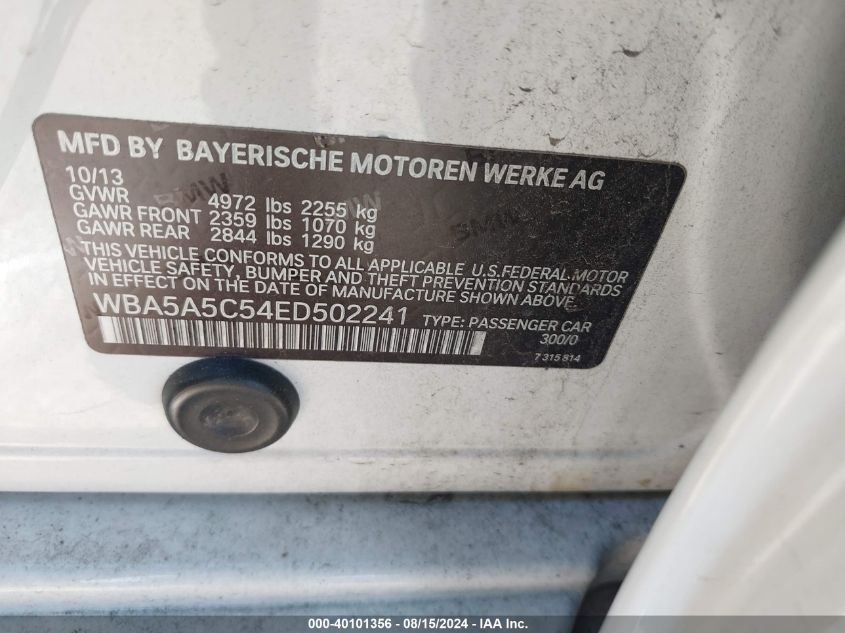 MFD BY BAYERISCHE MOTOREN WERKE AG
10/13
GVWR 4972 lbs 2255 kg
GAWR FRONT 2359 lbs 1070 kg
GAWR REAR 2844 lbs 1290 kg
THIS VEHICLE CONFORMS TO ALL APPLICABLE U.S.FEDERAL MOTOR
VEHICLE SAFETY, BUMPER AND THEFT PREVENTION STANDARDS
IN EFFECT ON THE DATE OF MANUFACTURE SHOWN ABOVE.
WBA5A5C54ED502241 TYPE: PASSENGER CAR
300/0
7 315 814
000-40101356 - 08/15/2024 - IAA Inc.